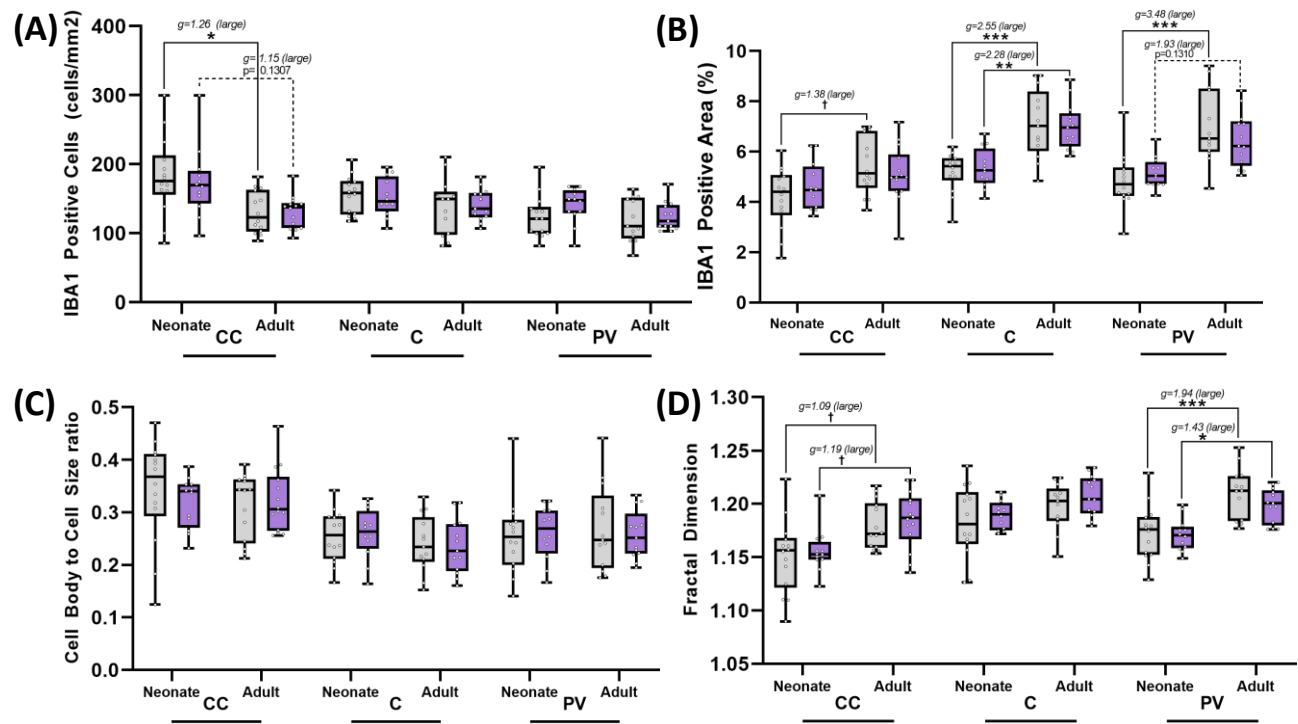 (A)
IBA1 Positive Cells (cells/mm2)
400
300
200
100
0
g=1.26 (large)
*
g=1.15 (large)
p= 0.1307
Neonate Adult Neonate Adult Neonate Adult
CC C PV
(B)
IBA1 Positive Area (%)
10
8
6
4
2
0
g=1.38 (large)
†
g=2.55 (large)
***
g=2.28 (large)
**
g=3.48 (large)
***
g=1.93 (large)
p=0.1310
Neonate Adult Neonate Adult Neonate Adult
CC C PV
(C)
Cell Body to Cell Size ratio
0.5
0.4
0.3
0.2
0.1
0.0
Neonate Adult Neonate Adult Neonate Adult
CC C PV
(D)
Fractal Dimension
1.30
1.25
1.20
1.15
1.10
1.05
g=1.09 (large)
†
g=1.19 (large)
†
g=1.94 (large)
***
g=1.43 (large)
*
Neonate Adult Neonate Adult Neonate Adult
CC C PV